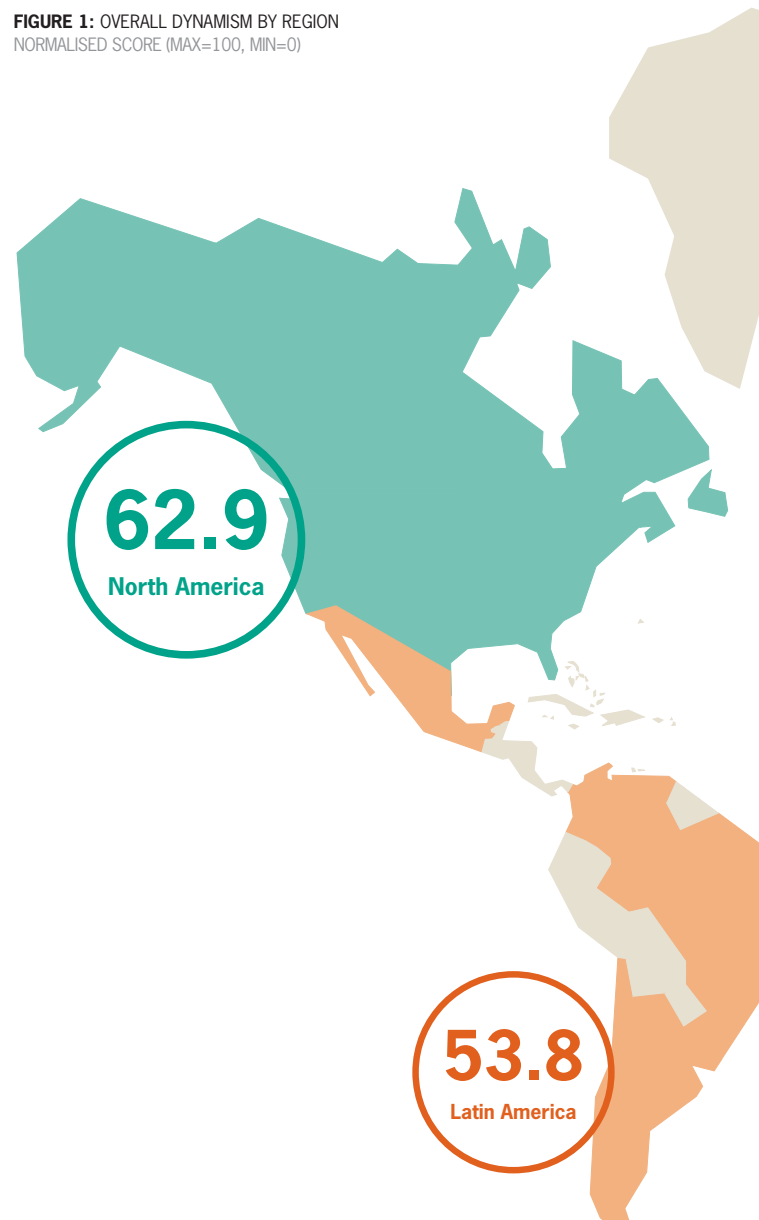 FIGURE 1: OVERALL DYNAMISM BY REGION
NORMALISED SCORE (MAX=100, MIN=0)
62.9
North America
53.8
Latin America